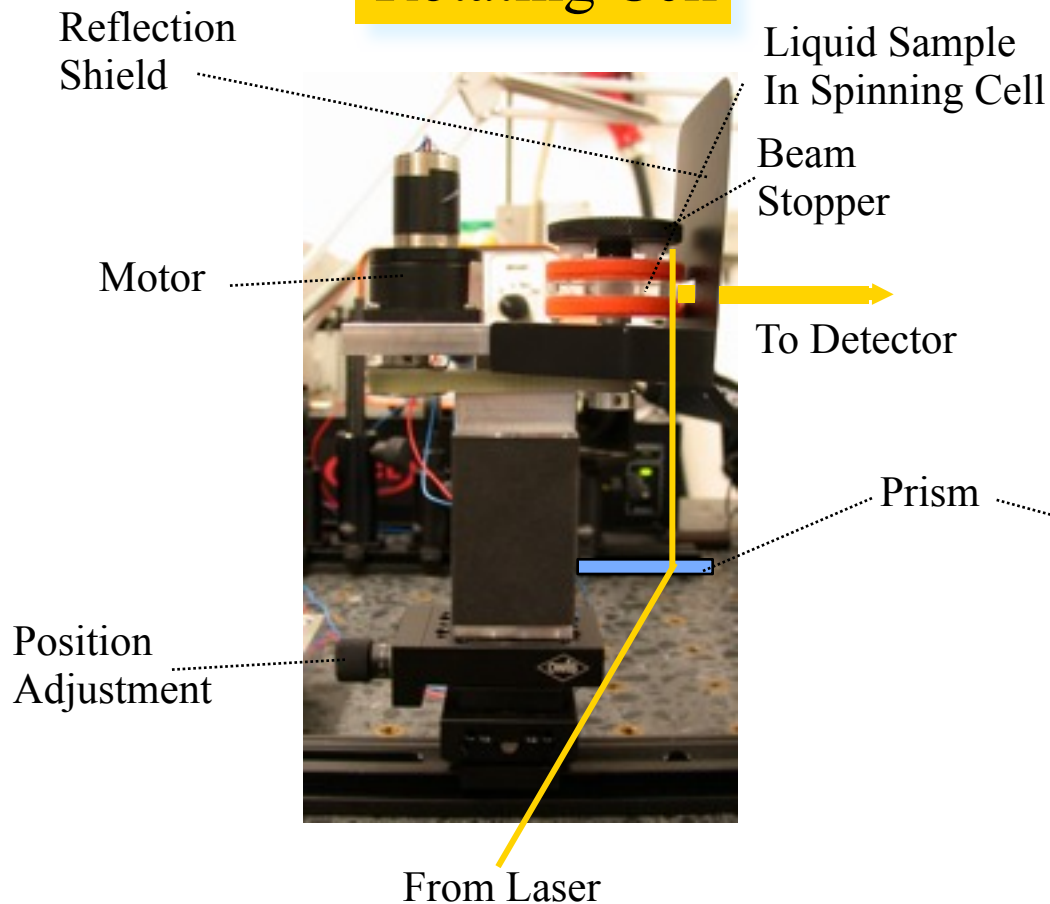 Reflection
Shield
Liquid Sample
In Spinning Cell
Beam
Stopper
Motor
To Detector
Prism
Position
Adjustment
From Laser